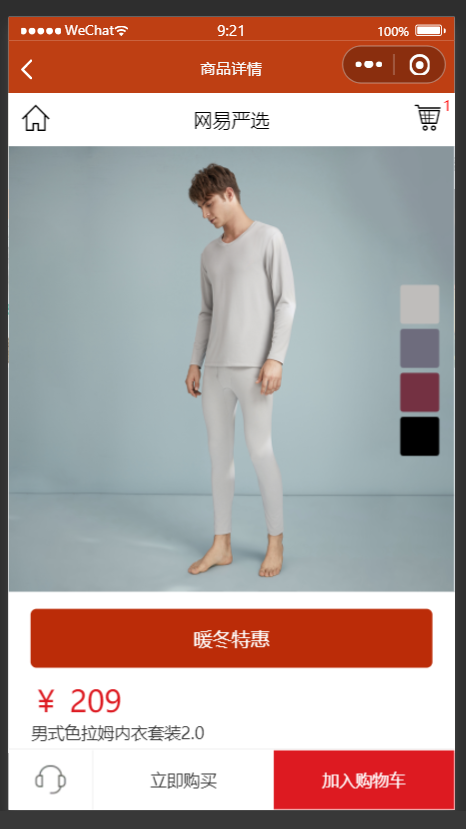 WeChat 9:21 100%
商品详情
网易严选 1
暖冬特惠
¥ 209
男式色拉姆内衣套装2.0
立即购买 加入购物车